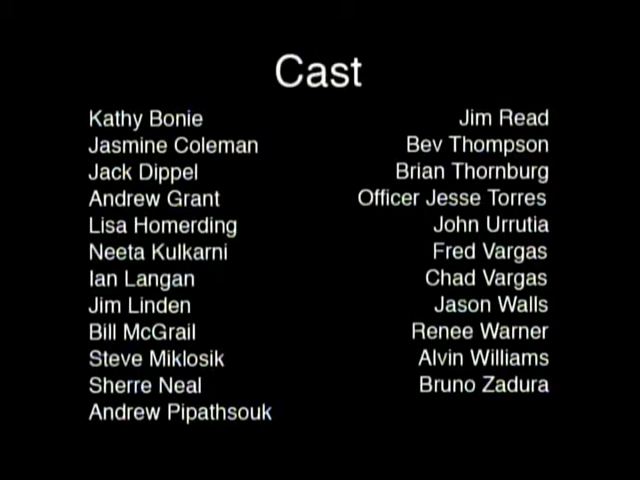 Cast
Kathy Bonie
Jasmine Coleman
Jack Dippel
Andrew Grant
Lisa Homerding
Neeta Kulkarni
Ian Langan
Jim Linden
Bill McGrail
Steve Miklosik
Sherre Neal
Andrew Pipathsouk
Jim Read
Bev Thompson
Brian Thornburg
Officer Jesse Torres
John Urrutia
Fred Vargas
Chad Vargas
Jason Walls
Renee Warner
Alvin Williams
Bruno Zadura